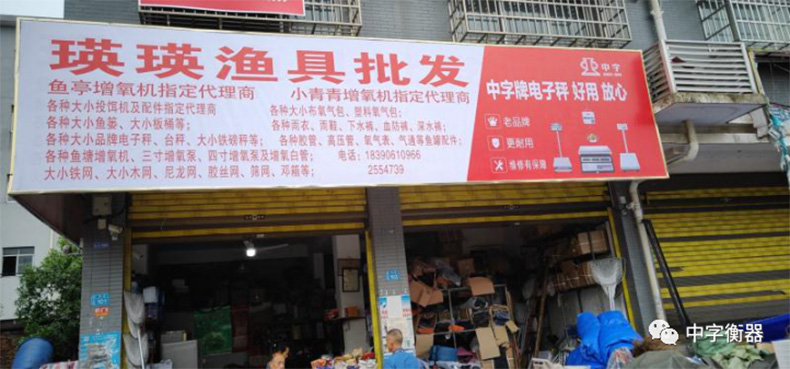 瑛瑛渔具批发
鱼亭增氧机指定代理商 小青青增氧机指定代理商
各种大小投饵机及配件指定代理商 各种大小布氧气包、塑料氧气包;
各种大小鱼篓、大小板桶等; 各种雨衣、雨鞋、下水裤、血防裤、深水裤;
各种大小品牌电子秤、台秤、大小铁磅秤等; 各种胶管、高压管、氧气表、气通等鱼罐配件;
各种鱼塘增氧机、三寸增氧泵、四寸增氧泵及增氧白管; 电话: 18390610966
大小铁网、大小木网、尼龙网、胶丝网、筛网、邓箱等; 2554739
中字
中字牌电子秤 好用 放心
老品牌
更耐用
维修有保障
中字衡器